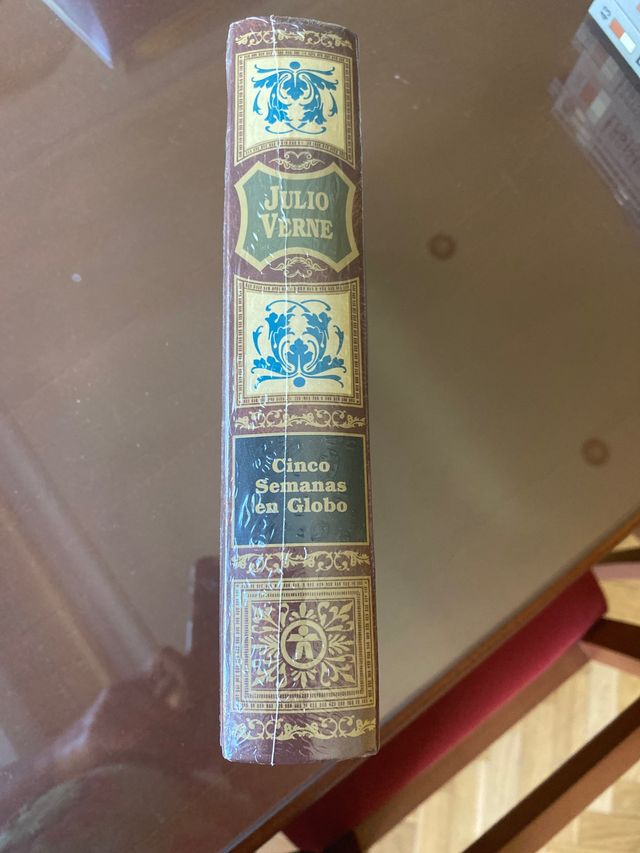 JULIO
VERNE
Cinco
Semanas
en Globo